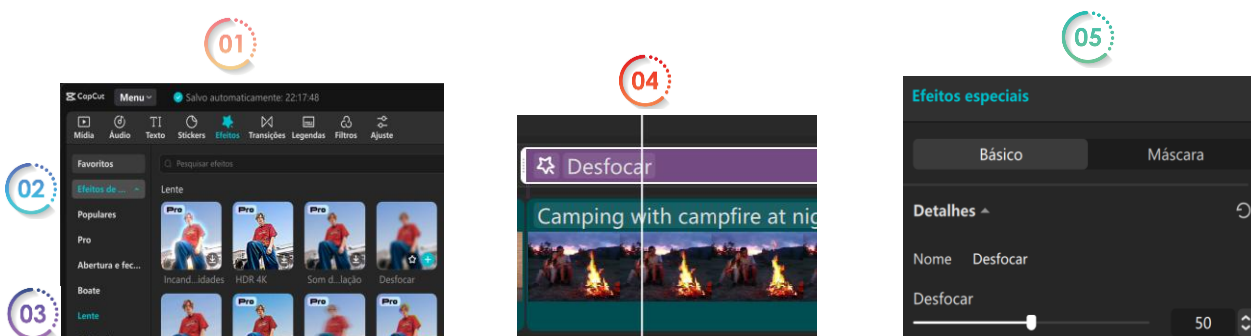 01
05
04
CapCut Menu Salvo automaticamente: 22:17:48
Mídia Áudio Texto Stickers Efeitos Transições Legendas Filtros Ajuste
Favoritos
Pesquisar efeitos
02
Efeitos de ...
Lente
Populares
Pro
Pro
Pro
Pro
Abertura e fec...
Incand...idades HDR 4K Som d...lação Desfocar
Boate
03
Lente
Pro
Pro
Pro
Desfocar
Camping with campfire at nig
Efeitos especiais
Básico Máscara
Detalhes
Nome Desfocar
Desfocar
50